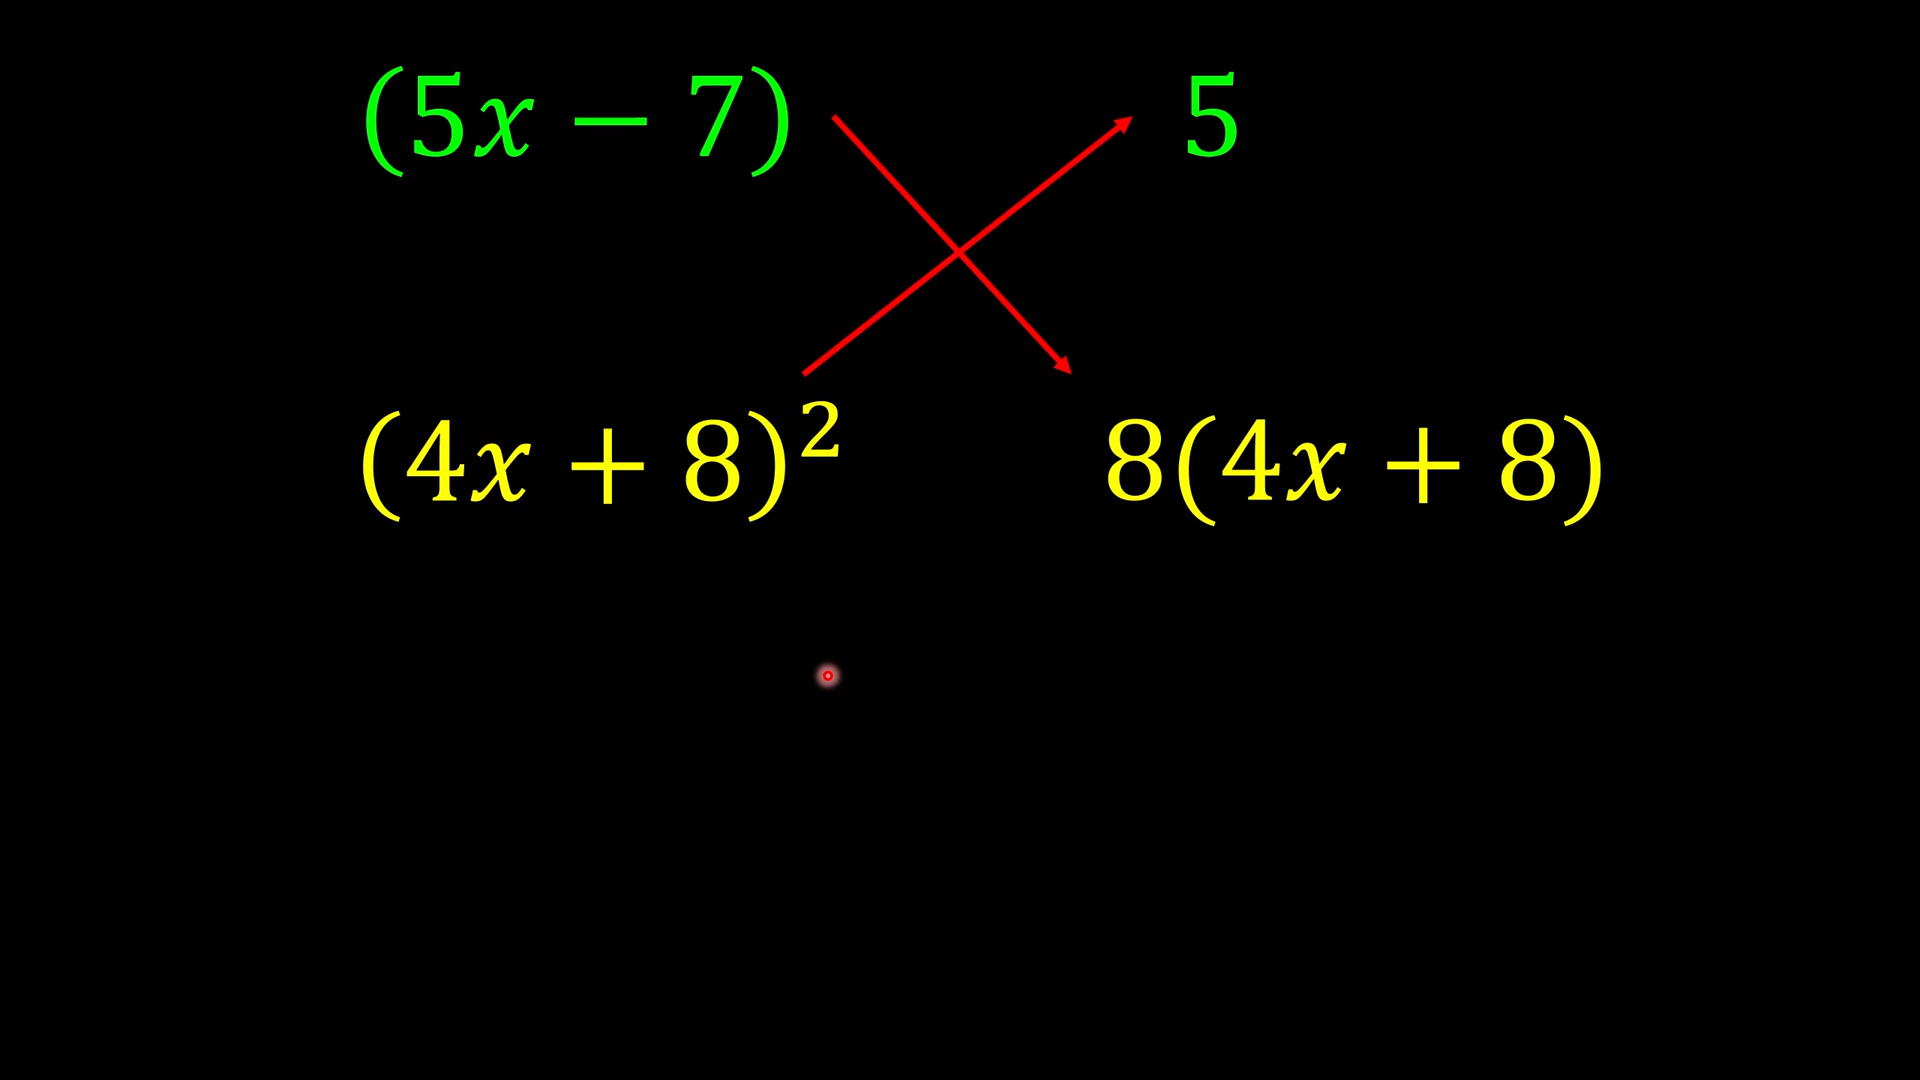 (5x − 7) 5
(4x + 8)² 8(4x + 8)